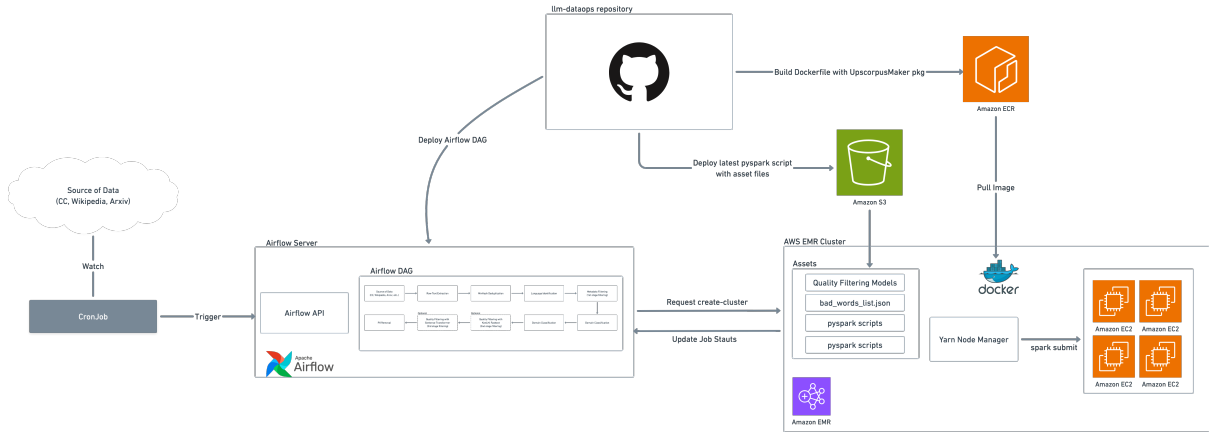 llm-dataops repository
Build Dockerfile with UpscorpusMaker pkg
Amazon ECR
Deploy Airflow DAG
Deploy latest pyspark script
with asset files
Amazon S3
Pull Image
Source of Data
(CC, Wikipedia, Arxiv)
Watch
CronJob
Trigger
Airflow Server
Airflow API
Airflow DAG
Apache
Airflow
Request create-cluster
Update Job Stauts
AWS EMR Cluster
Assets
Quality Filtering Models
bad_words_list.json
pyspark scripts
pyspark scripts
Amazon EMR
docker
Yarn Node Manager
spark submit
Amazon EC2
Amazon EC2
Amazon EC2
Amazon EC2